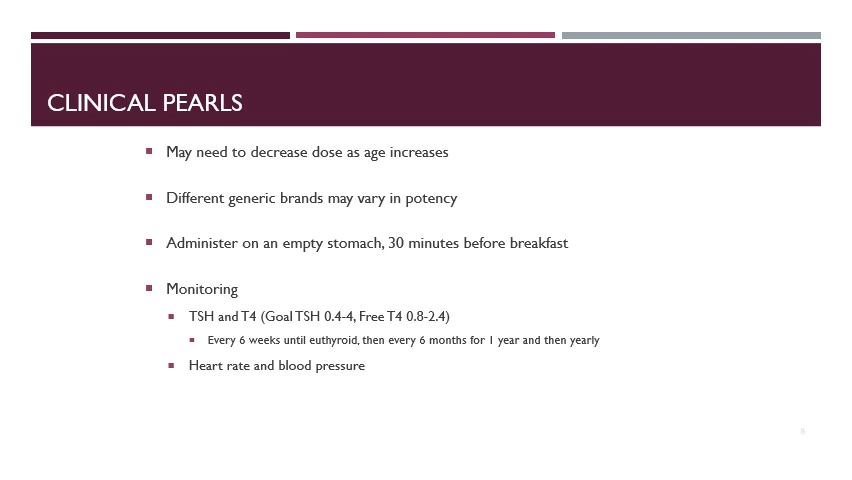 CLINICAL PEARLS
May need to decrease dose as age increases
Different generic brands may vary in potency
Administer on an empty stomach, 30 minutes before breakfast
Monitoring
TSH and T4 (Goal TSH 0.4-4, Free T4 0.8-2.4)
Every 6 weeks until euthyroid, then every 6 months for 1 year and then yearly
Heart rate and blood pressure